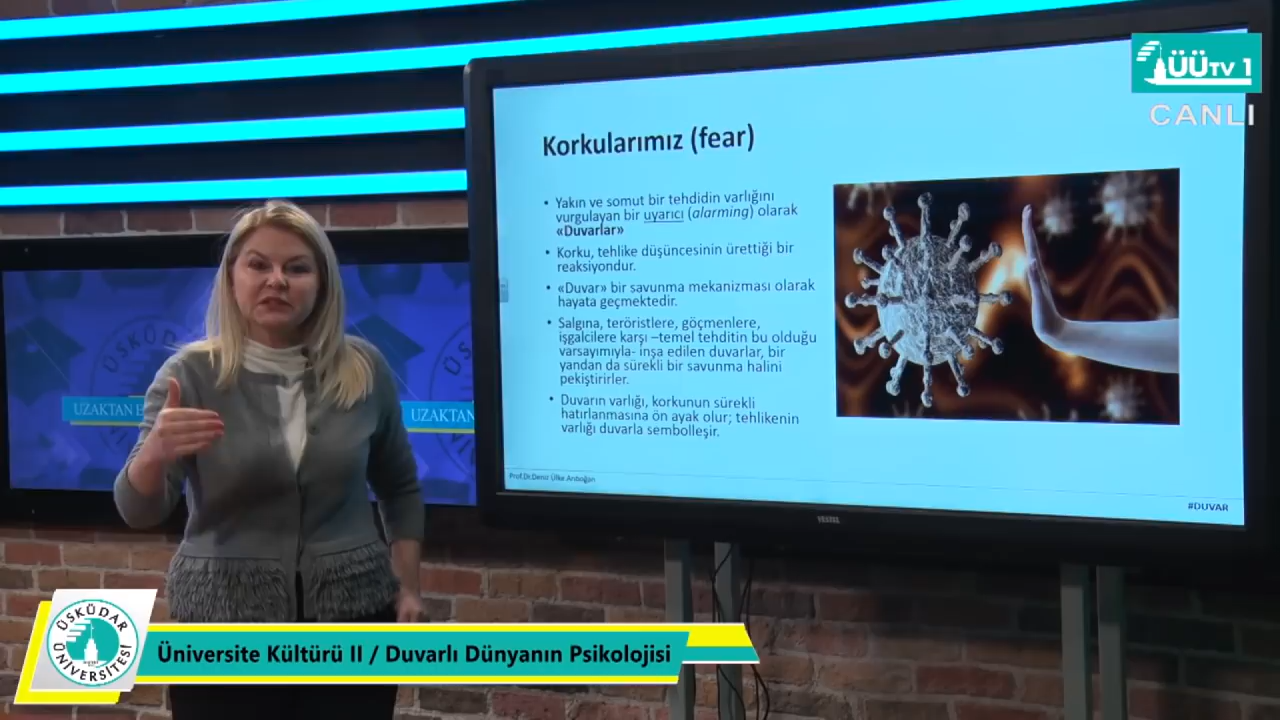 ÜÜTV 1
CANLI
Korkularımız (fear)
• Yakın ve somut bir tehdidin varlığını
vurgulayan bir uyarıcı (alarming) olarak
«Duvarlar»
• Korku, tehlike düşüncesinin ürettiği bir
reaksiyondur.
• «Duvar» bir savunma mekanizması olarak
hayata geçmektedir.
• Salgına, teröristlere, göçmenlere,
işgalcilere karşı –temel tehditin bu olduğu
varsayımıyla- inşa edilen duvarlar, bir
yandan da sürekli bir savunma halini
pekiştirirler.
• Duvarın varlığı, korkunun sürekli
hatırlanmasına ön ayak olur; tehlikenin
varlığı duvarla sembolleşir.
Prof.Dr.Deniz Ülke Arıboğan
#DUVAR
VESTEL
UZAKTAN E
UZAKTAN
ÜSKÜ
ÜS
ÜSKÜDAR
ÜNİVERSİTESİ
Üniversite Kültürü II / Duvarlı Dünyanın Psikolojisi